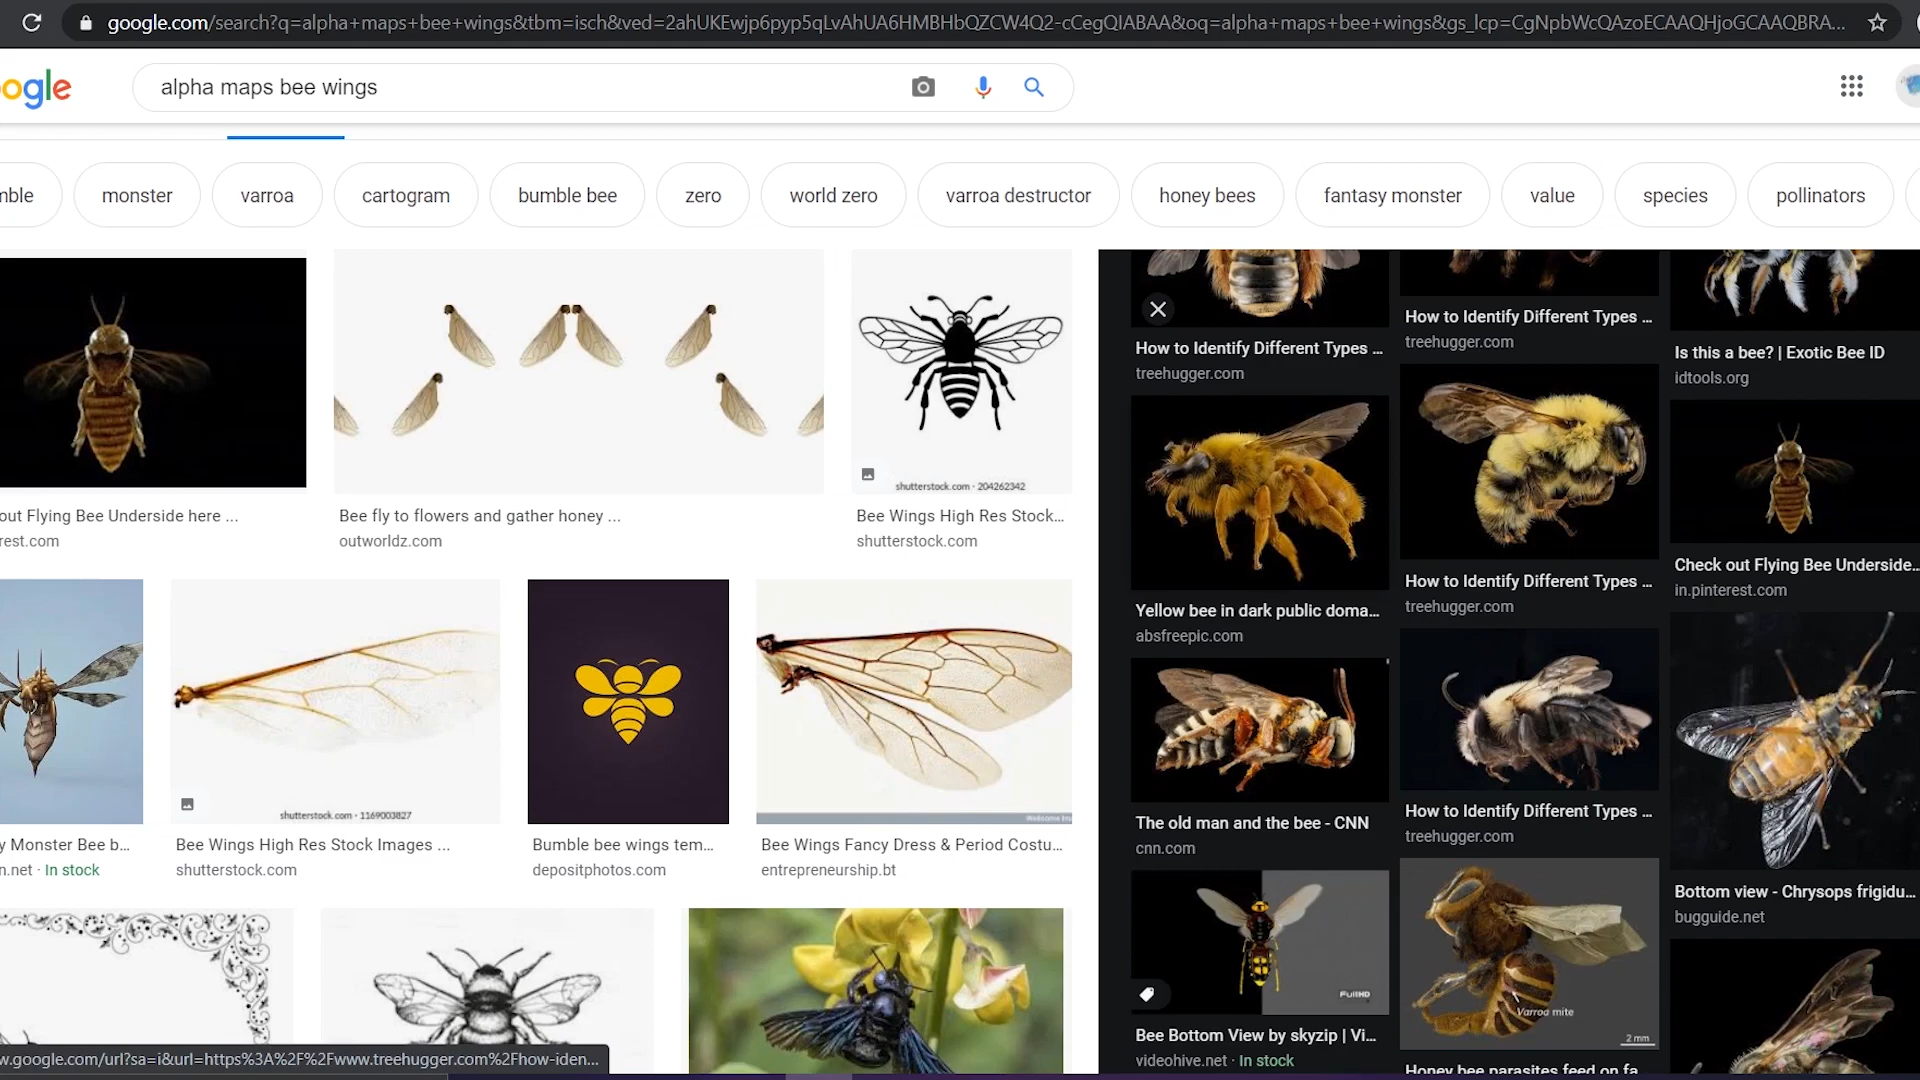 google.com/search?q=alpha+maps+bee+wings&tbm=isch&ved=2ahUKEwjp6pyp5qLvAhUA6HMBHbQZCW4Q2-cCegQIABAA&oq=alpha+maps+bee+wings&gs_lcp=CgNpbWcQAzoECAAQHjoGCAAQBRA...
ogle
alpha maps bee wings
mble
monster
varroa
cartogram
bumble bee
zero
world zero
varroa destructor
honey bees
fantasy monster
value
species
pollinators
shutterstock.com · 204262342
out Flying Bee Underside here ...
rest.com
Bee fly to flowers and gather honey ...
outworldz.com
Bee Wings High Res Stock...
shutterstock.com
shutterstock.com · 1169003827
y Monster Bee b...
n.net · In stock
Bee Wings High Res Stock Images ...
shutterstock.com
Bumble bee wings tem...
depositphotos.com
Bee Wings Fancy Dress & Period Costu...
entrepreneurship.bt
w.google.com/url?sa=i&url=https%3A%2F%2Fwww.treehugger.com%2Fhow-iden...
How to Identify Different Types ...
treehugger.com
Yellow bee in dark public doma...
absfreepic.com
The old man and the bee - CNN
cnn.com
FullHD
Bee Bottom View by skyzip | Vi...
videohive.net · In stock
How to Identify Different Types ...
treehugger.com
How to Identify Different Types ...
treehugger.com
How to Identify Different Types ...
treehugger.com
Varroa mite
2 mm
Honey bee parasites feed on fa
Is this a bee? | Exotic Bee ID
idtools.org
Check out Flying Bee Underside...
in.pinterest.com
Bottom view - Chrysops frigidu...
bugguide.net